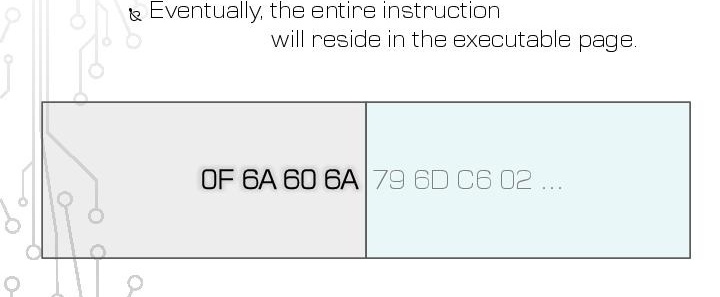 Eventually, the entire instruction
will reside in the executable page.
0F 6A 60 6A 79 6D C6 02 ...